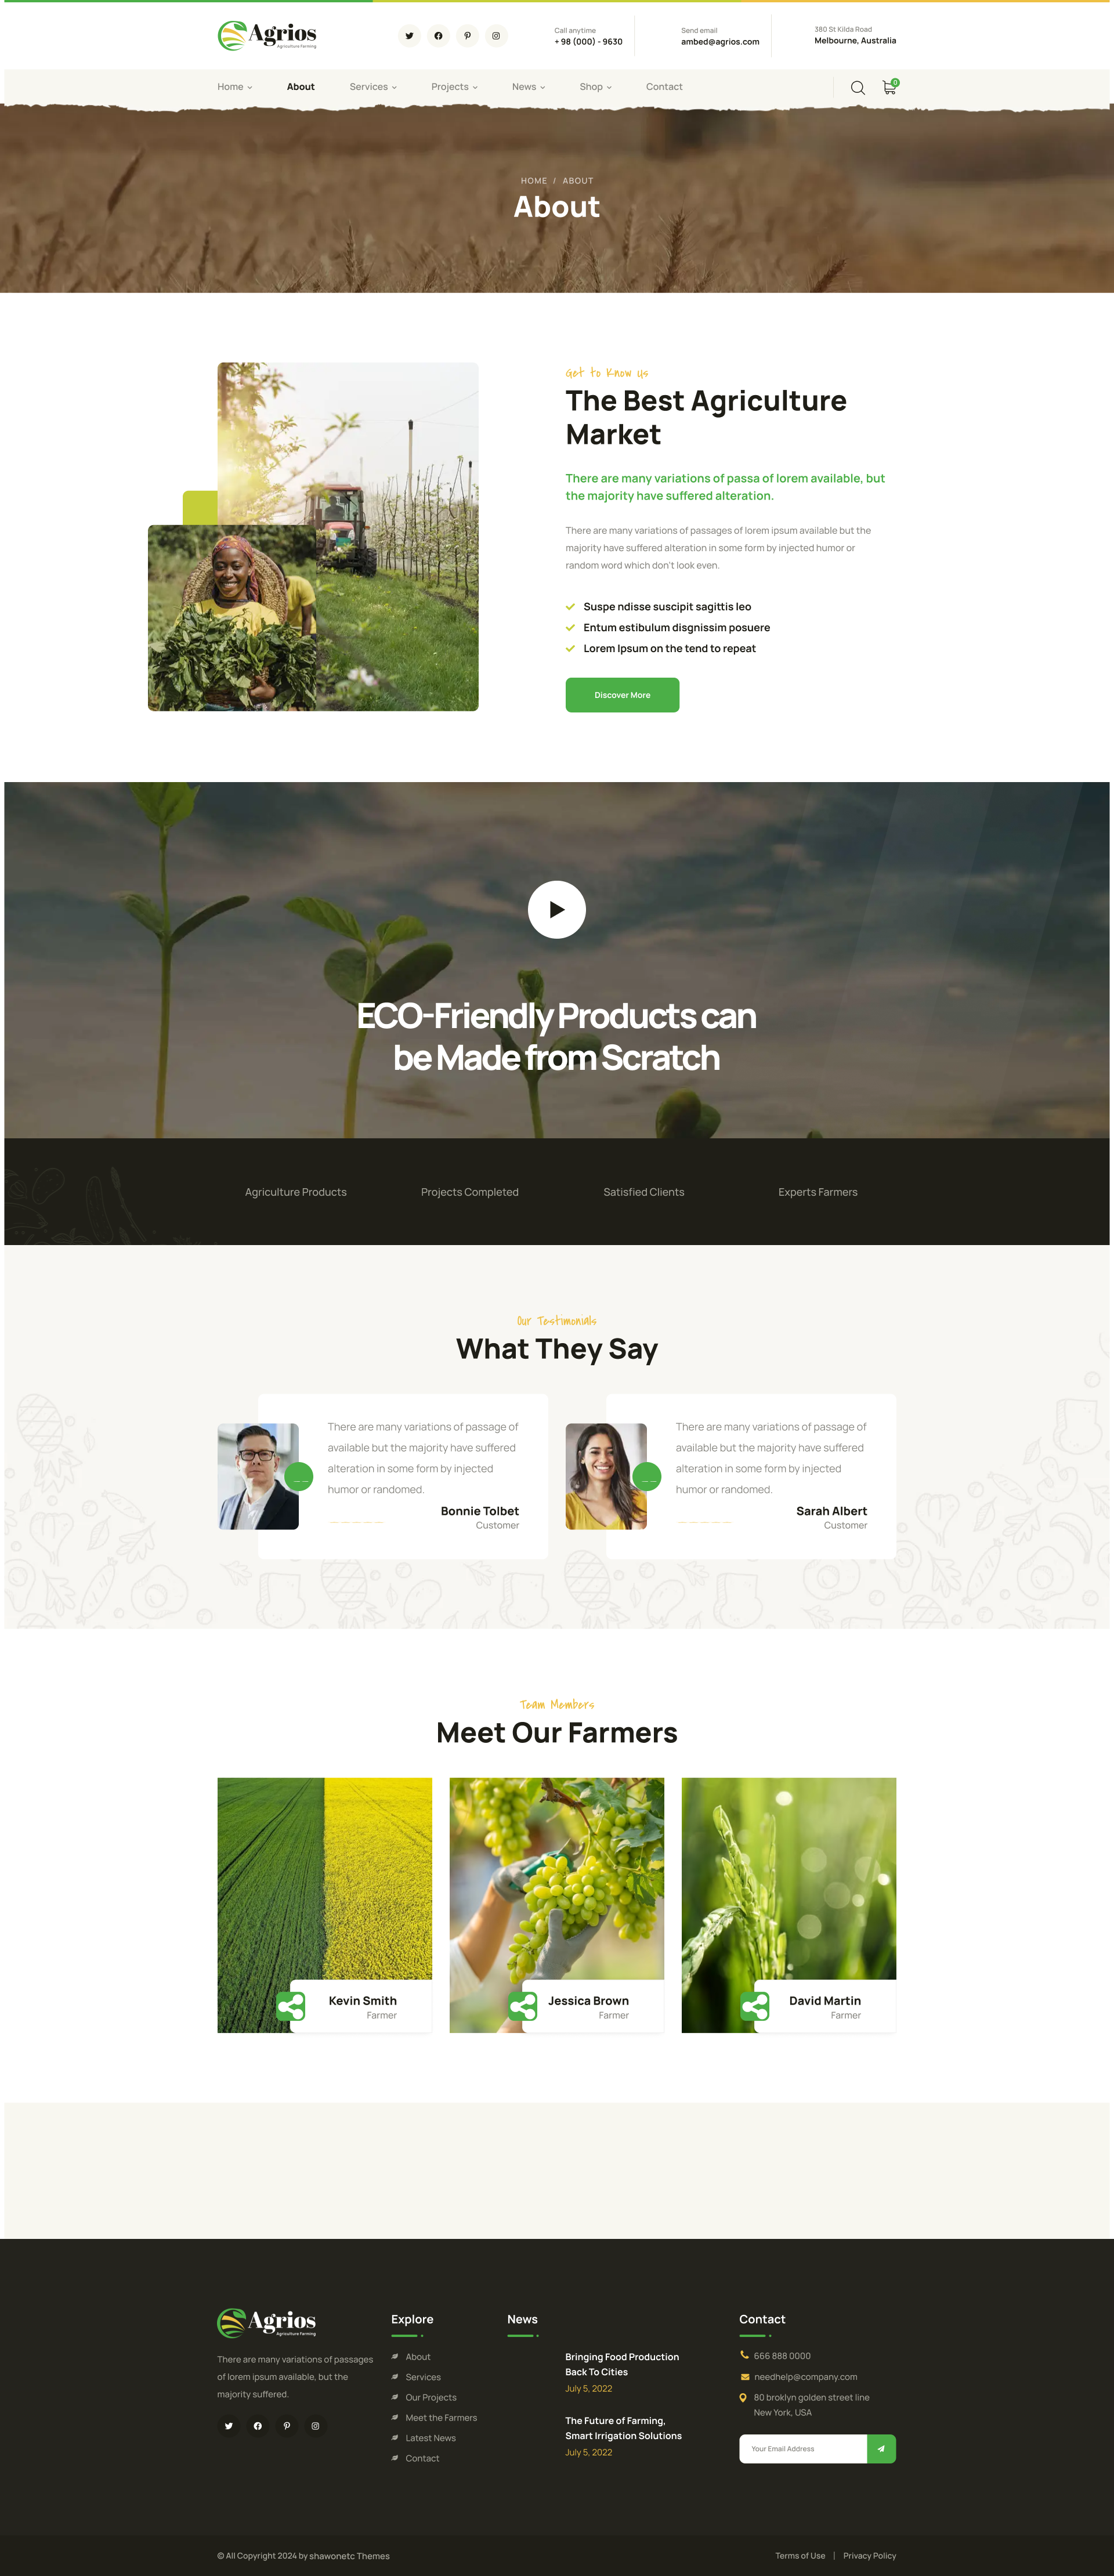 Agrios
Agriculture Farming
Call anytime
+ 98 (000) - 9630
Send email
ambed@agrios.com
380 St Kilda Road
Melbourne, Australia
Home
About
Services
Projects
News
Shop
Contact
0
HOME / ABOUT
About
Get to Know Us
The Best Agriculture
Market
There are many variations of passa of lorem available, but
the majority have suffered alteration.
There are many variations of passages of lorem ipsum available but the
majority have suffered alteration in some form by injected humor or
random word which don't look even.
Suspe ndisse suscipit sagittis leo
Entum estibulum disgnissim posuere
Lorem Ipsum on the tend to repeat
Discover More
ECO-Friendly Products can
be Made from Scratch
Agriculture Products
Projects Completed
Satisfied Clients
Experts Farmers
Our Testimonials
What They Say
There are many variations of passage of
available but the majority have suffered
alteration in some form by injected
humor or randomed.
Bonnie Tolbet
Customer
There are many variations of passage of
available but the majority have suffered
alteration in some form by injected
humor or randomed.
Sarah Albert
Customer
Team Members
Meet Our Farmers
Kevin Smith
Farmer
Jessica Brown
Farmer
David Martin
Farmer
Agrios
Agriculture Farming
There are many variations of passages
of lorem ipsum available, but the
majority suffered.
Explore
About
Services
Our Projects
Meet the Farmers
Latest News
Contact
News
Bringing Food Production
Back To Cities
July 5, 2022
The Future of Farming,
Smart Irrigation Solutions
July 5, 2022
Contact
666 888 0000
needhelp@company.com
80 broklyn golden street line
New York, USA
Your Email Address
© All Copyright 2024 by shawonetc Themes
Terms of Use | Privacy Policy